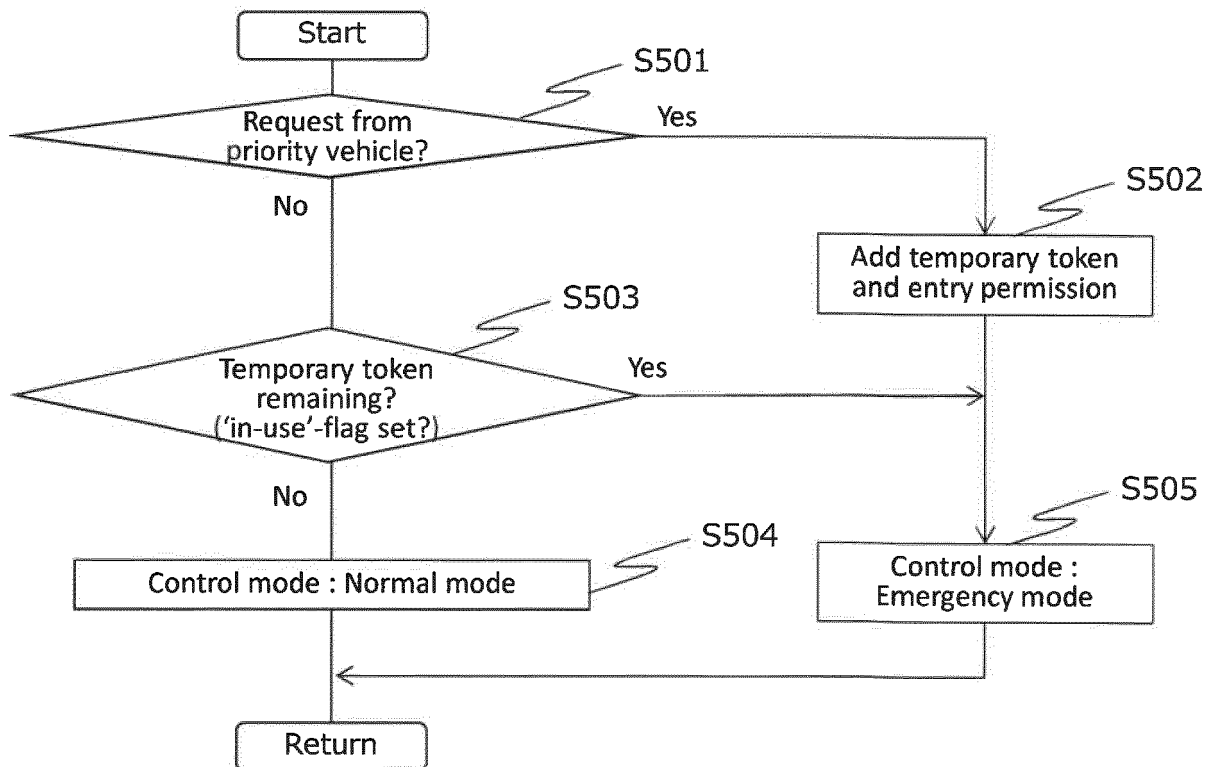 Start
S501
Request from
priority vehicle?
Yes
No
S502
Add temporary token
and entry permission
S503
Temporary token
remaining?
('in-use'-flag set?)
Yes
No
S505
S504
Control mode : Normal mode
Control mode :
Emergency mode
Return